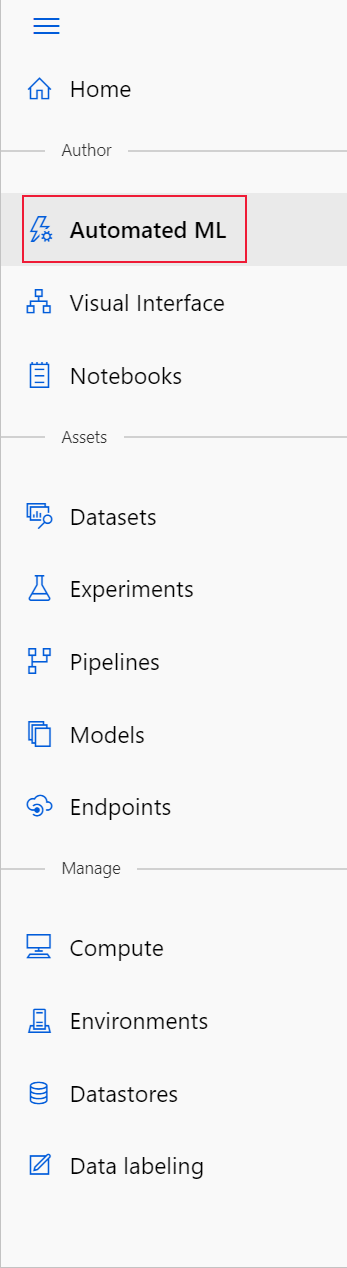 Home
Author
Automated ML
Visual Interface
Notebooks
Assets
Datasets
Experiments
Pipelines
Models
Endpoints
Manage
Compute
Environments
Datastores
Data labeling